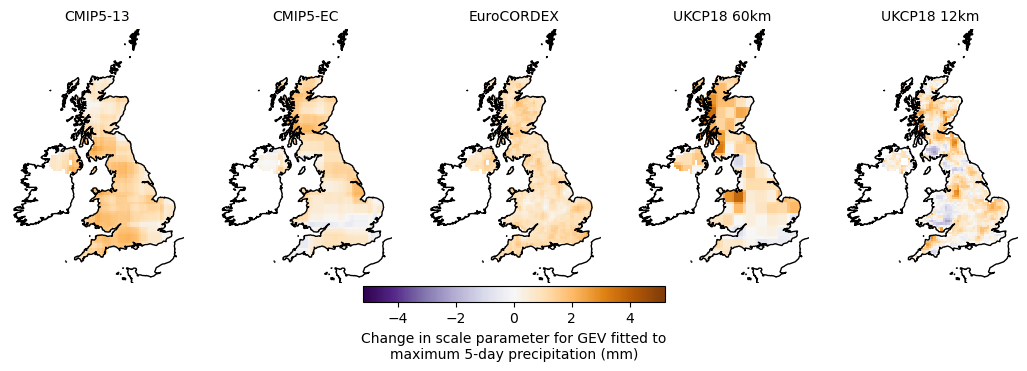 CMIP5-13
CMIP5-EC
EuroCORDEX
UKCP18 60km
UKCP18 12km
−4
−2
0
2
4
Change in scale parameter for GEV fitted to
maximum 5-day precipitation (mm)